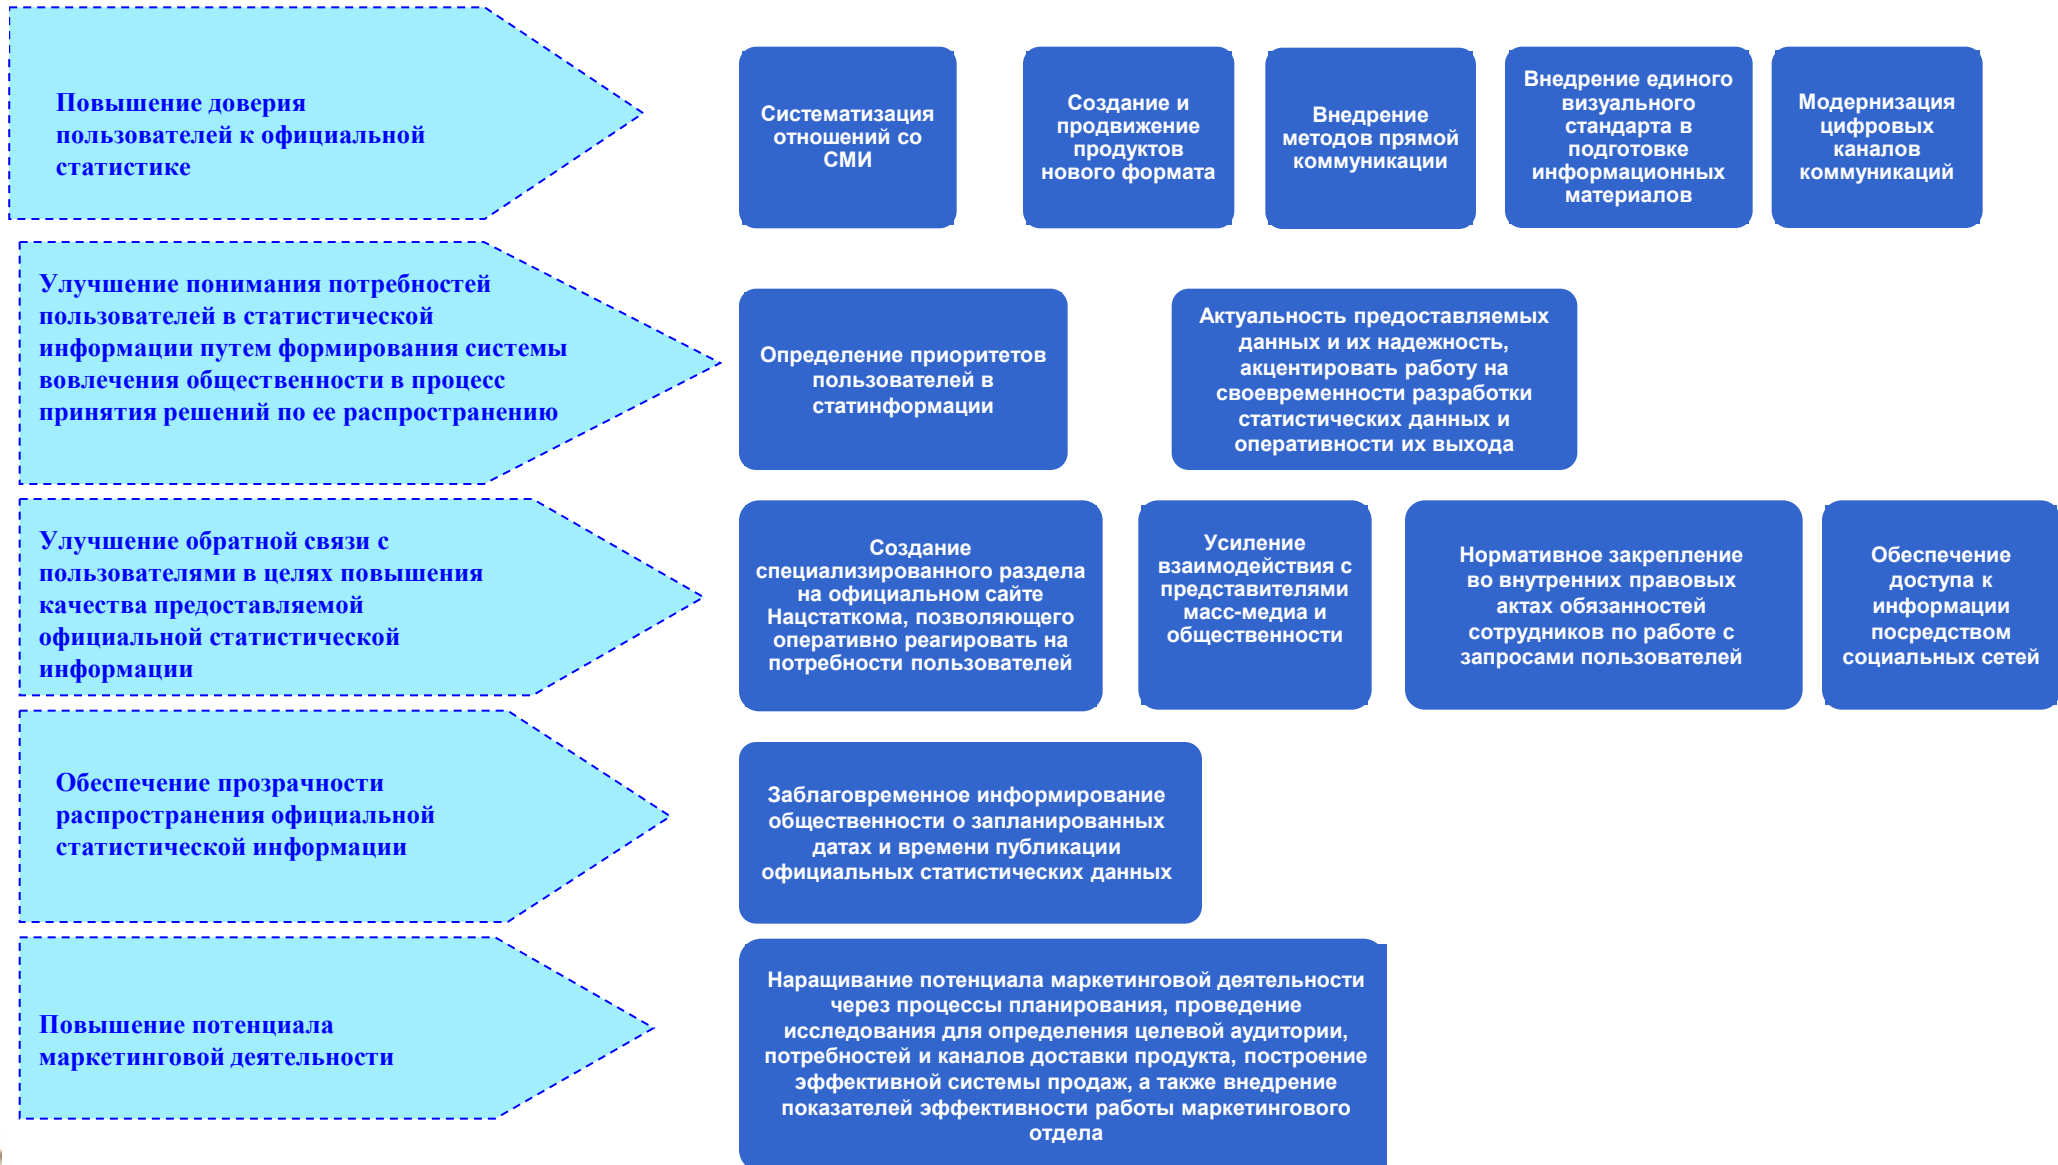 Повышение доверия
пользователей к официальной
статистике
Систематизация
отношений со
СМИ
Создание и
продвижение
продуктов
нового формата
Внедрение
методов прямой
коммуникации
Внедрение единого
визуального
стандарта в
подготовке
информационных
материалов
Модернизация
цифровых
каналов
коммуникаций
Улучшение понимания потребностей
пользователей в статистической
информации путем формирования системы
вовлечения общественности в процесс
принятия решений по ее распространению
Определение приоритетов
пользователей в
статинформации
Актуальность предоставляемых
данных и их надежность,
акцентировать работу на
своевременности разработки
статистических данных и
оперативности их выхода
Улучшение обратной связи с
пользователями в целях повышения
качества предоставляемой
официальной статистической
информации
Создание
специализированного раздела
на официальном сайте
Нацстаткома, позволяющего
оперативно реагировать на
потребности пользователей
Усиление
взаимодействия с
представителями
масс-медиа и
общественности
Нормативное закрепление
во внутренних правовых
актах обязанностей
сотрудников по работе с
запросами пользователей
Обеспечение
доступа к
информации
посредством
социальных сетей
Обеспечение прозрачности
распространения официальной
статистической информации
Заблаговременное информирование
общественности о запланированных
датах и времени публикации
официальных статистических данных
Повышение потенциала
маркетинговой деятельности
Наращивание потенциала маркетинговой деятельности
через процессы планирования, проведение
исследования для определения целевой аудитории,
потребностей и каналов доставки продукта, построение
эффективной системы продаж, а также внедрение
показателей эффективности работы маркетингового
отдела